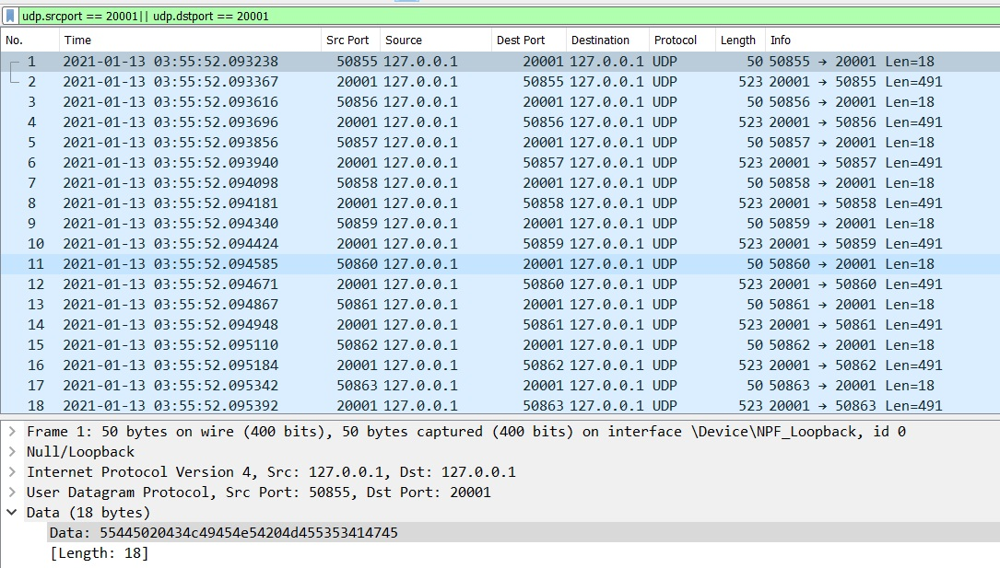 udp.srcport == 20001|| udp.dstport == 20001
No. Time Src Port Source Dest Port Destination Protocol Length Info
1 2021-01-13 03:55:52.093238 50855 127.0.0.1 20001 127.0.0.1 UDP 50 50855 → 20001 Len=18
2 2021-01-13 03:55:52.093367 20001 127.0.0.1 50855 127.0.0.1 UDP 523 20001 → 50855 Len=491
3 2021-01-13 03:55:52.093616 50856 127.0.0.1 20001 127.0.0.1 UDP 50 50856 → 20001 Len=18
4 2021-01-13 03:55:52.093696 20001 127.0.0.1 50856 127.0.0.1 UDP 523 20001 → 50856 Len=491
5 2021-01-13 03:55:52.093856 50857 127.0.0.1 20001 127.0.0.1 UDP 50 50857 → 20001 Len=18
6 2021-01-13 03:55:52.093940 20001 127.0.0.1 50857 127.0.0.1 UDP 523 20001 → 50857 Len=491
7 2021-01-13 03:55:52.094098 50858 127.0.0.1 20001 127.0.0.1 UDP 50 50858 → 20001 Len=18
8 2021-01-13 03:55:52.094181 20001 127.0.0.1 50858 127.0.0.1 UDP 523 20001 → 50858 Len=491
9 2021-01-13 03:55:52.094340 50859 127.0.0.1 20001 127.0.0.1 UDP 50 50859 → 20001 Len=18
10 2021-01-13 03:55:52.094424 20001 127.0.0.1 50859 127.0.0.1 UDP 523 20001 → 50859 Len=491
11 2021-01-13 03:55:52.094585 50860 127.0.0.1 20001 127.0.0.1 UDP 50 50860 → 20001 Len=18
12 2021-01-13 03:55:52.094671 20001 127.0.0.1 50860 127.0.0.1 UDP 523 20001 → 50860 Len=491
13 2021-01-13 03:55:52.094867 50861 127.0.0.1 20001 127.0.0.1 UDP 50 50861 → 20001 Len=18
14 2021-01-13 03:55:52.094948 20001 127.0.0.1 50861 127.0.0.1 UDP 523 20001 → 50861 Len=491
15 2021-01-13 03:55:52.095110 50862 127.0.0.1 20001 127.0.0.1 UDP 50 50862 → 20001 Len=18
16 2021-01-13 03:55:52.095184 20001 127.0.0.1 50862 127.0.0.1 UDP 523 20001 → 50862 Len=491
17 2021-01-13 03:55:52.095342 50863 127.0.0.1 20001 127.0.0.1 UDP 50 50863 → 20001 Len=18
18 2021-01-13 03:55:52.095392 20001 127.0.0.1 50863 127.0.0.1 UDP 523 20001 → 50863 Len=491
Frame 1: 50 bytes on wire (400 bits), 50 bytes captured (400 bits) on interface \Device\NPF_Loopback, id 0
Null/Loopback
Internet Protocol Version 4, Src: 127.0.0.1, Dst: 127.0.0.1
User Datagram Protocol, Src Port: 50855, Dst Port: 20001
Data (18 bytes)
Data: 55445020434c49454e54204d455353414745
[Length: 18]